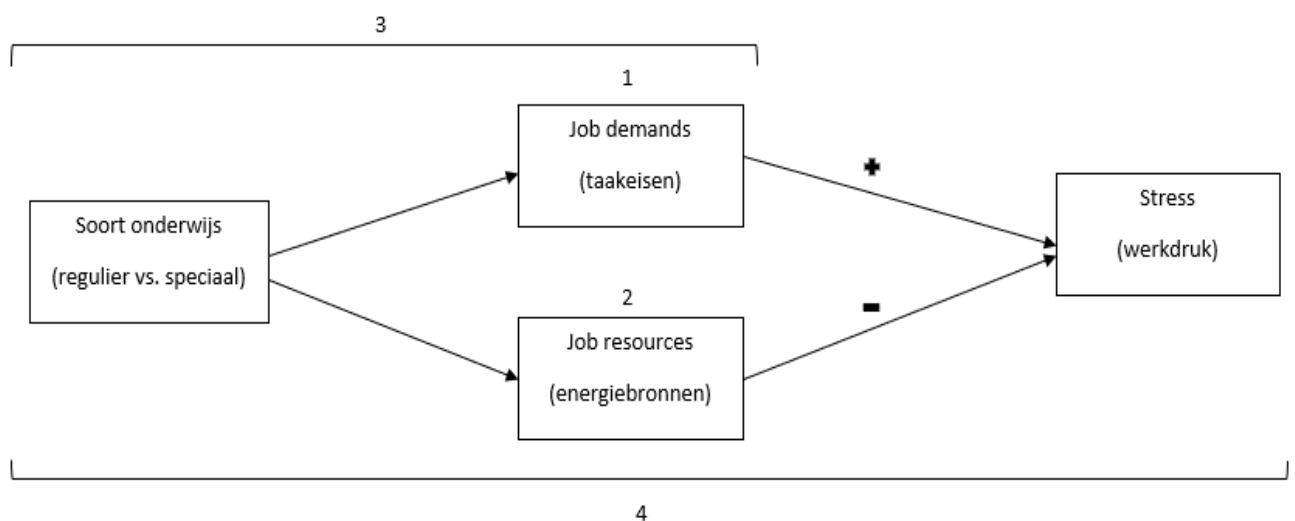 3
1
Job demands
(taakeisen)
+
Soort onderwijs
(regulier vs. speciaal)
Stress
(werkdruk)
2
Job resources
(energiebronnen)
-
4